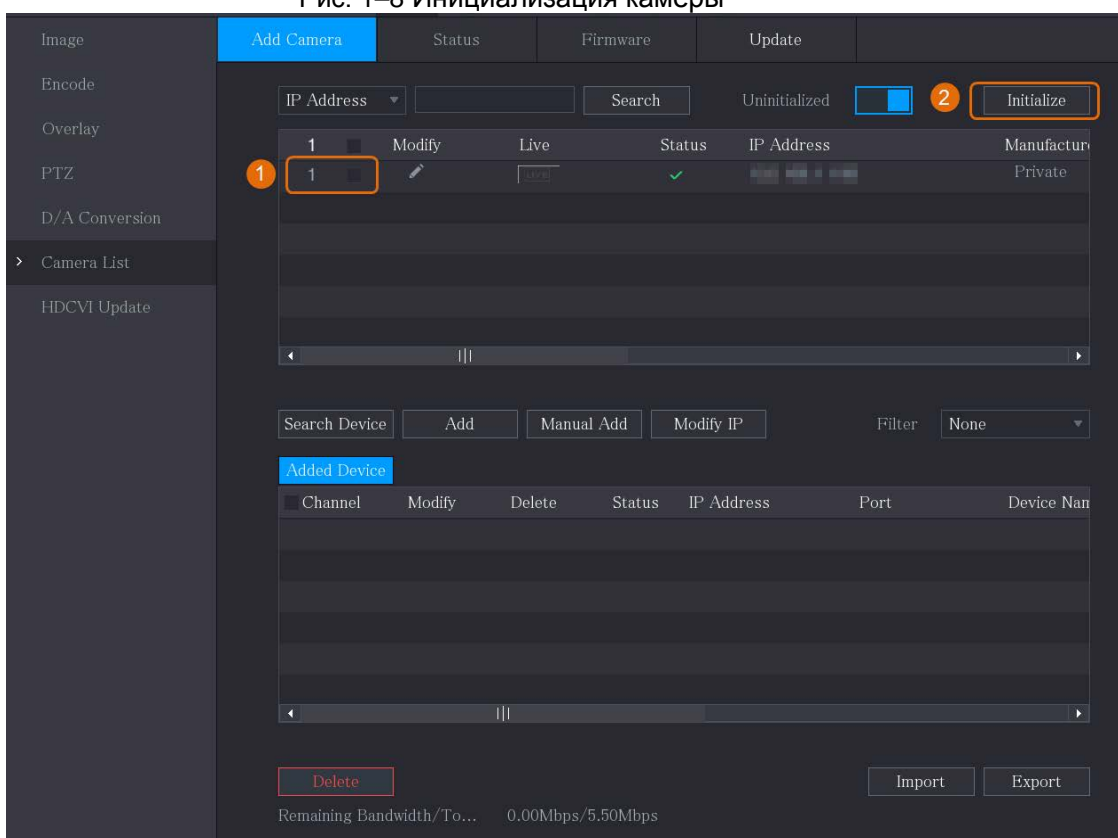 Рис. 1–8 Инициализация камеры
Image
Add Camera Status Firmware Update
Encode
IP Address Search Uninitialized 2 Initialize
Overlay
1 Modify Live Status IP Address Manufactur
PTZ
1 1 LIVE Private
D/A Conversion
Camera List
HDCVI Update
Search Device Add Manual Add Modify IP Filter None
Added Device
Channel Modify Delete Status IP Address Port Device Nam
Delete Import Export
Remaining Bandwidth/To... 0.00Mbps/5.50Mbps